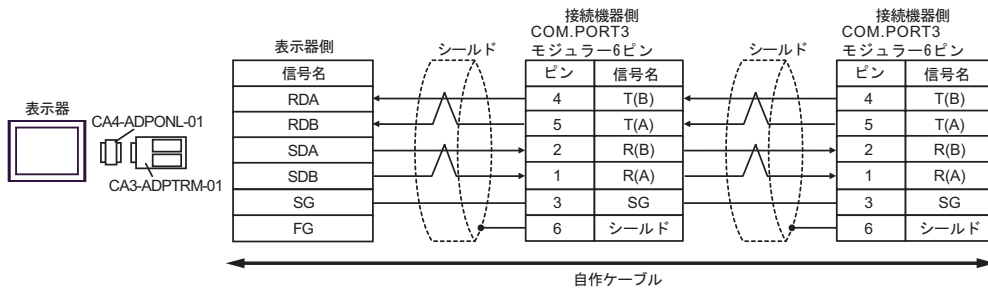 表示器
CA4-ADPONL-01
CA3-ADPTRM-01
表示器側
信号名
RDA
RDB
SDA
SDB
SG
FG
シールド
接続機器側
COM.PORT3
モジュラー6ピン
ピン 信号名
4 T(B)
5 T(A)
2 R(B)
1 R(A)
3 SG
6 シールド
シールド
接続機器側
COM.PORT3
モジュラー6ピン
ピン 信号名
4 T(B)
5 T(A)
2 R(B)
1 R(A)
3 SG
6 シールド
自作ケーブル